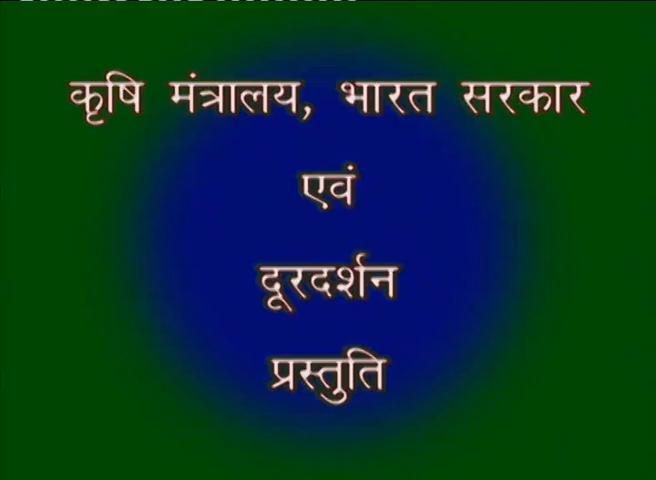 कृषि मंत्रालय, भारत सरकार
एवं
दूरदर्शन
प्रस्तुति